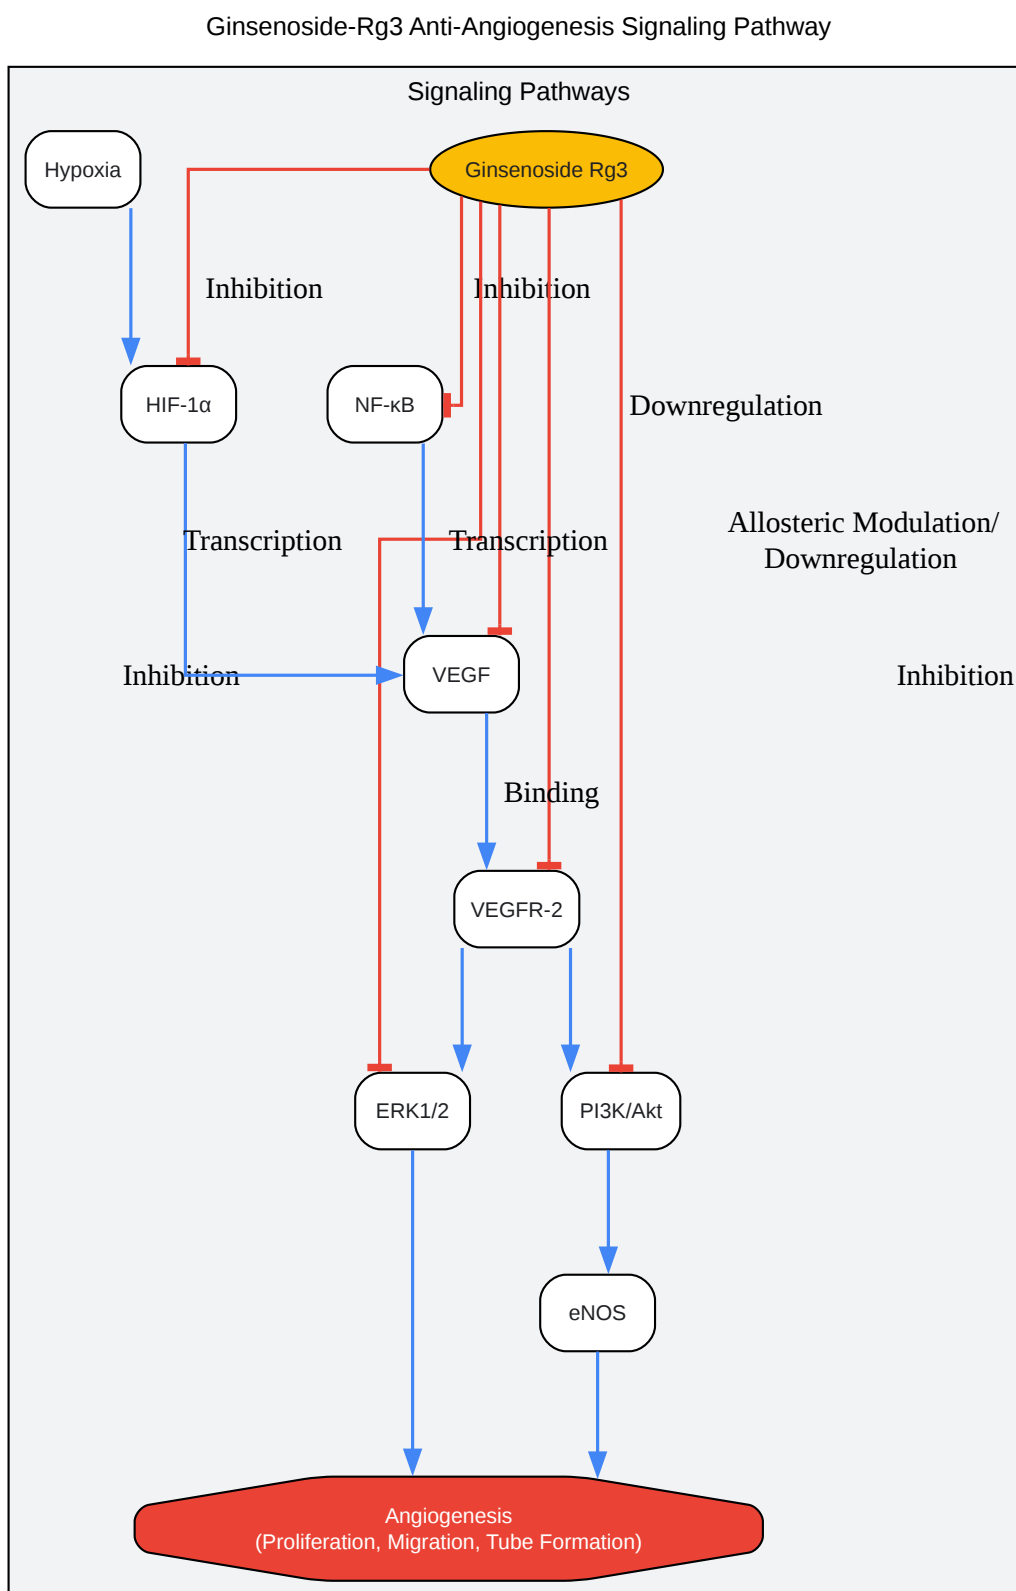 Ginsenoside-Rg3 Anti-Angiogenesis Signaling Pathway
Signaling Pathways
Hypoxia
Ginsenoside Rg3
Inhibition
Inhibition
HIF-1α
NF-κB
Downregulation
Transcription
Transcription
Allosteric Modulation/
Downregulation
Inhibition
VEGF
Inhibition
Binding
VEGFR-2
ERK1/2
PI3K/Akt
eNOS
Angiogenesis
(Proliferation, Migration, Tube Formation)